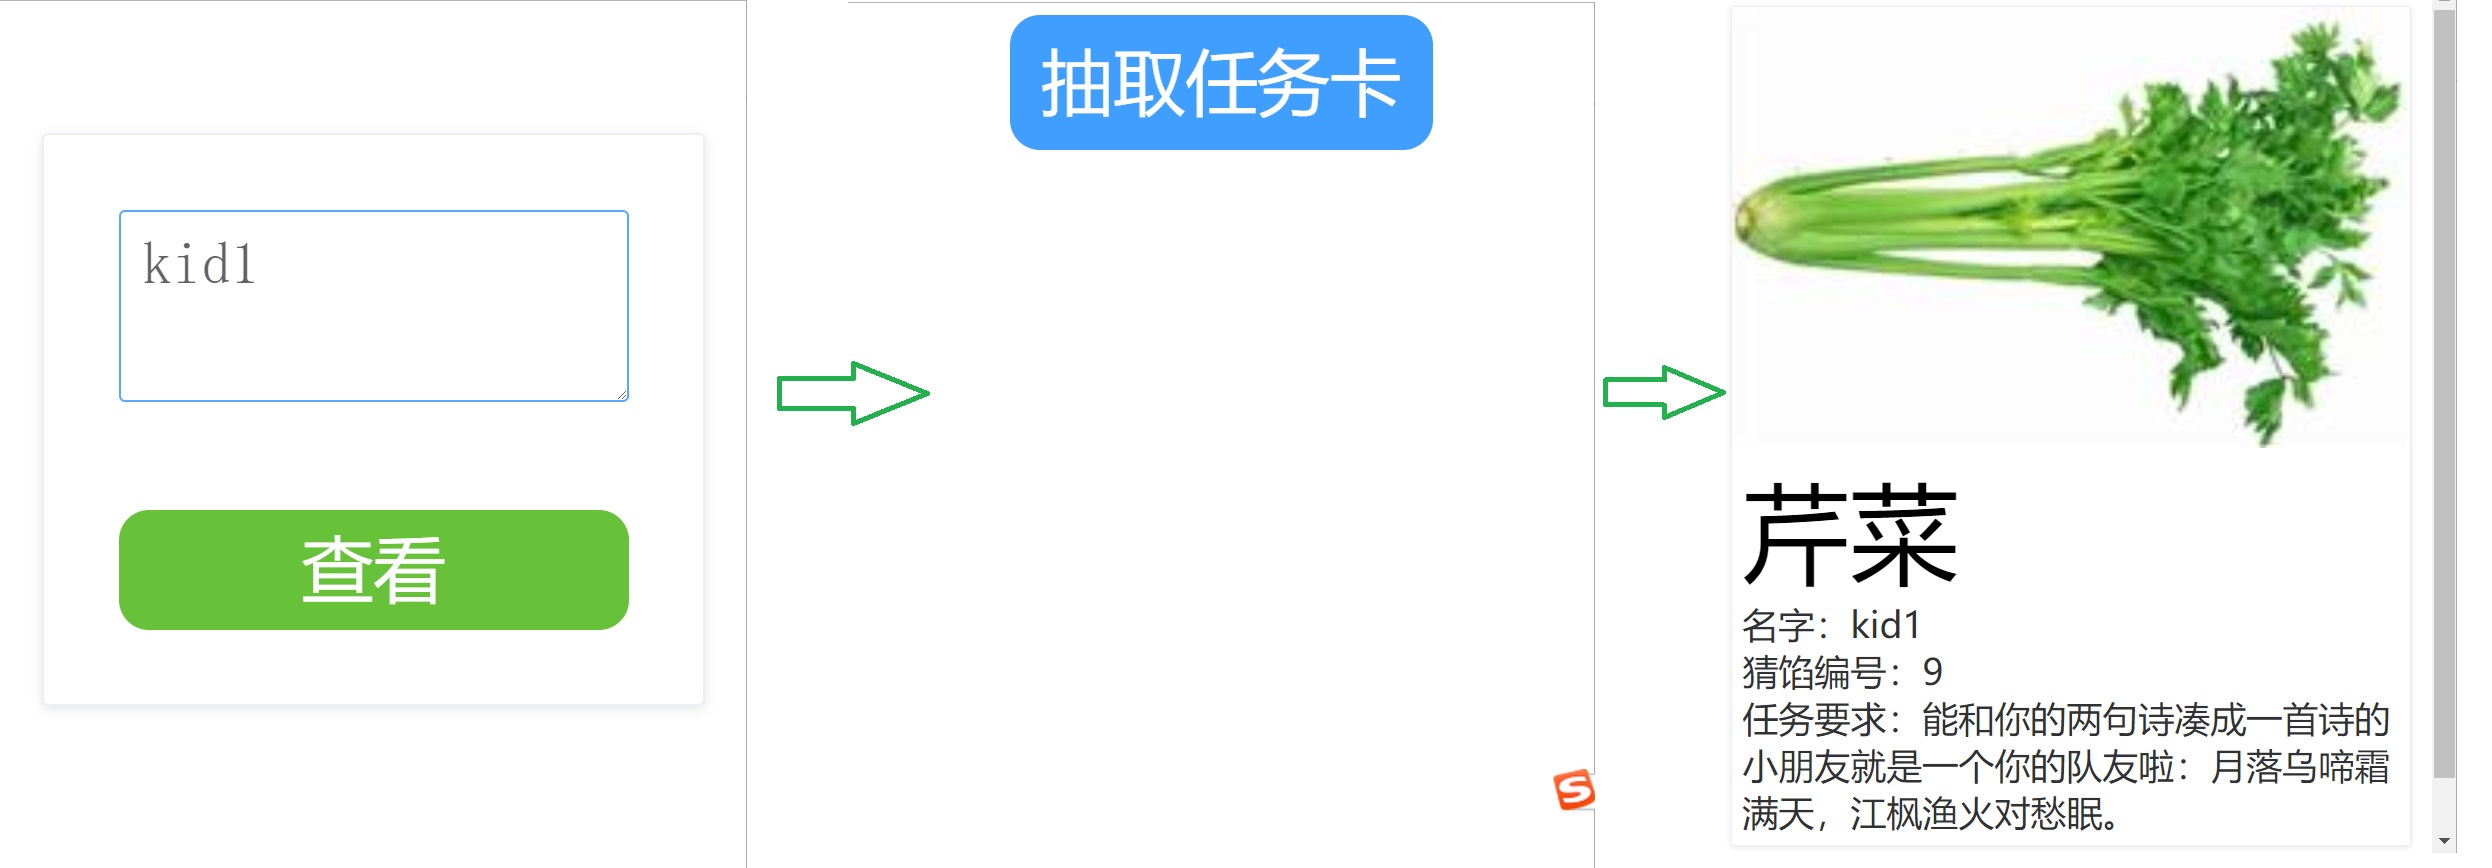 kid1
查看
抽取任务卡
芹菜
名字：kid1
猜馅编号：9
任务要求：能和你的两句诗凑成一首诗的
小朋友就是一个你的队友啦：月落乌啼霜
满天，江枫渔火对愁眠。